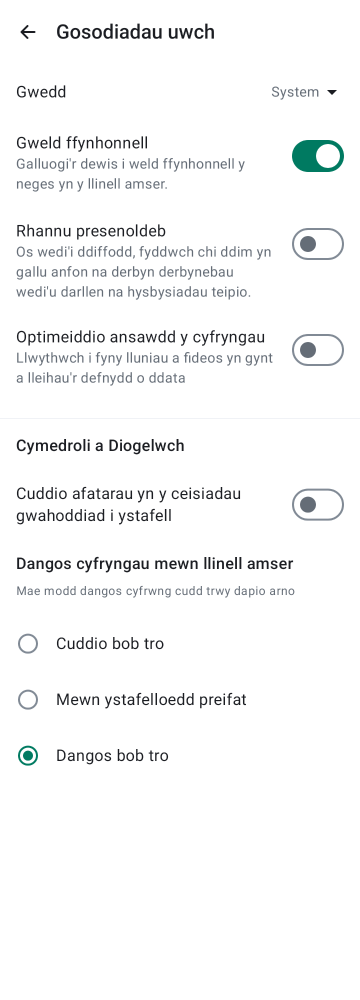 Gosodiadau uwch
Gwedd
System
Gweld ffynhonnell
Galluogi'r dewis i weld ffynhonnell y
neges yn y llinell amser.
Rhannu presenoldeb
Os wedi'i ddiffodd, fyddwch chi ddim yn
gallu anfon na derbyn derbynebau
wedi'u darllen na hysbysiadau teipio.
Optimeiddio ansawdd y cyfryngau
Llwythwch i fyny lluniau a fideos yn gynt
a lleihau'r defnydd o ddata
Cymedroli a Diogelwch
Cuddio afatarau yn y ceisiadau
gwahoddiad i ystafell
Dangos cyfryngau mewn llinell amser
Mae modd dangos cyfrwng cudd trwy dapio arno
Cuddio bob tro
Mewn ystafelloedd preifat
Dangos bob tro